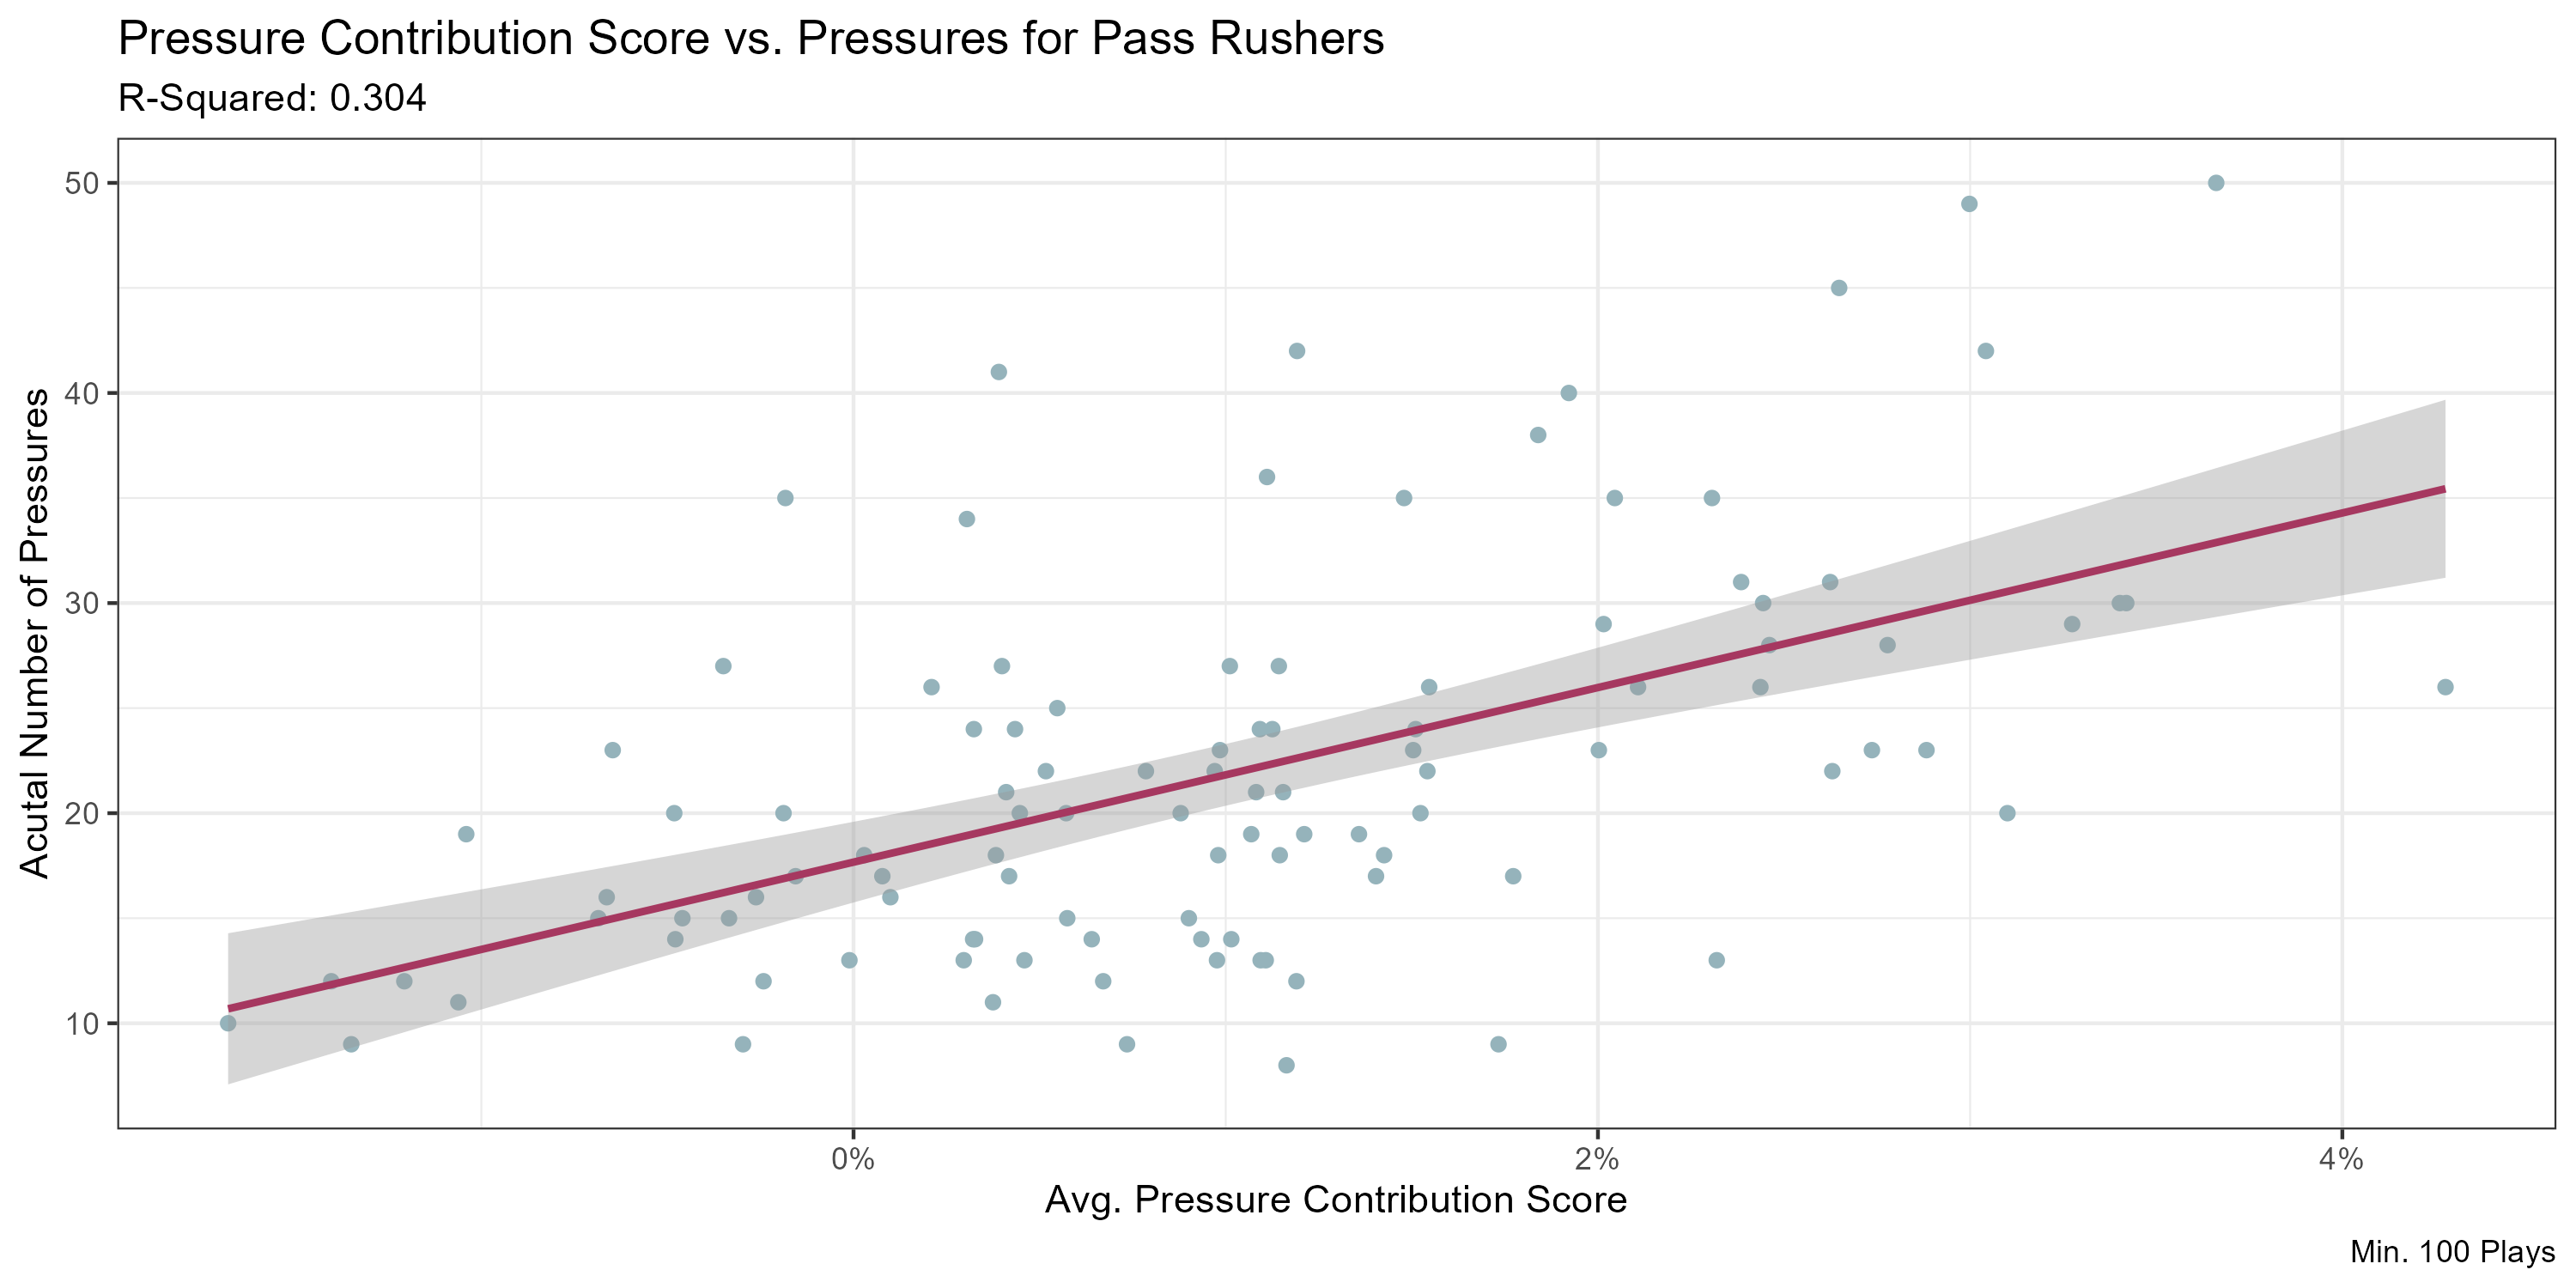 Pressure Contribution Score vs. Pressures for Pass Rushers
R-Squared: 0.304
Acutal Number of Pressures
50
40
30
20
10
0%
2%
4%
Avg. Pressure Contribution Score
Min. 100 Plays